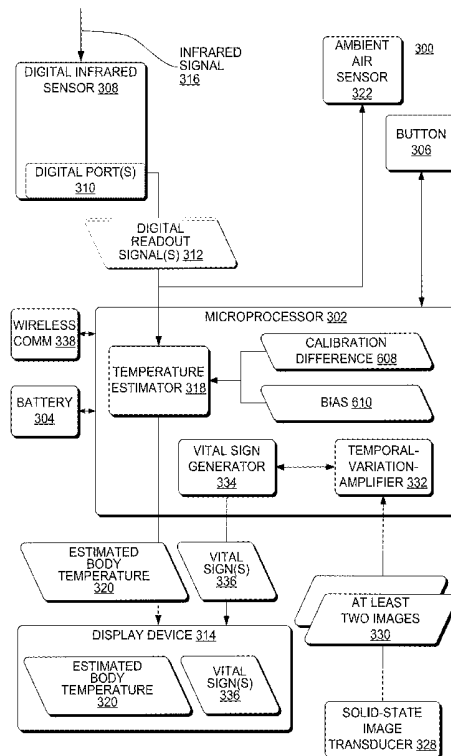 INFRARED
SIGNAL
316
DIGITAL INFRARED
SENSOR 308
DIGITAL PORT(S)
310
AMBIENT
AIR
SENSOR
322
300
BUTTON
306
DIGITAL
READOUT
SIGNAL(S) 312
MICROPROCESSOR 302
WIRELESS
COMM 338
BATTERY
304
TEMPERATURE
ESTIMATOR
318
CALIBRATION
DIFFERENCE 608
BIAS 610
VITAL SIGN
GENERATOR
334
TEMPORAL-
VARIATION-
AMPLIFIER 332
ESTIMATED
BODY
TEMPERATURE
320
VITAL
SIGN(S)
336
AT LEAST
TWO IMAGES
330
DISPLAY DEVICE 314
ESTIMATED
BODY
TEMPERATURE
320
VITAL
SIGN(S)
336
SOLID-STATE
IMAGE
TRANSDUCER 328